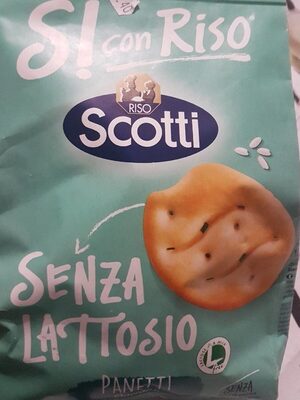 Sì con Riso
RISO
Scotti
SENZA
LATTOSIO
PANETTI
SENZA